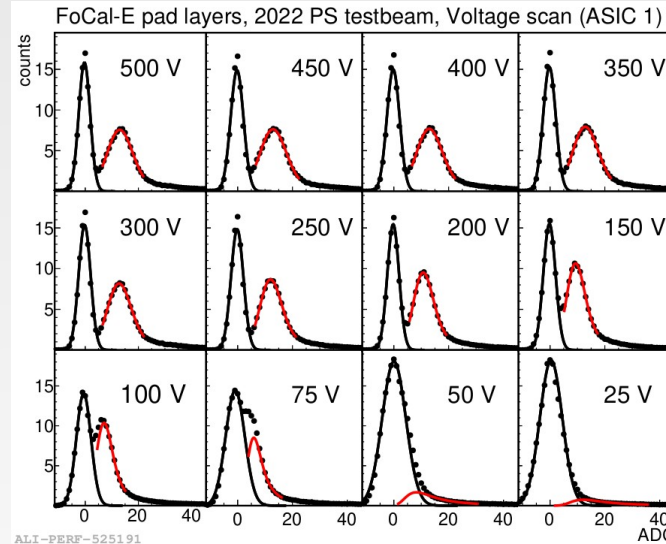 FoCal-E pad layers, 2022 PS testbeam, Voltage scan (ASIC 1)
counts
500 V 450 V 400 V 350 V
15
10
5
300 V 250 V 200 V 150 V
15
10
5
100 V 75 V 50 V 25 V
15
10
5
0 20 40 0 20 40 0 20 40 0 20 40
ADC
ALI-PERF-525191